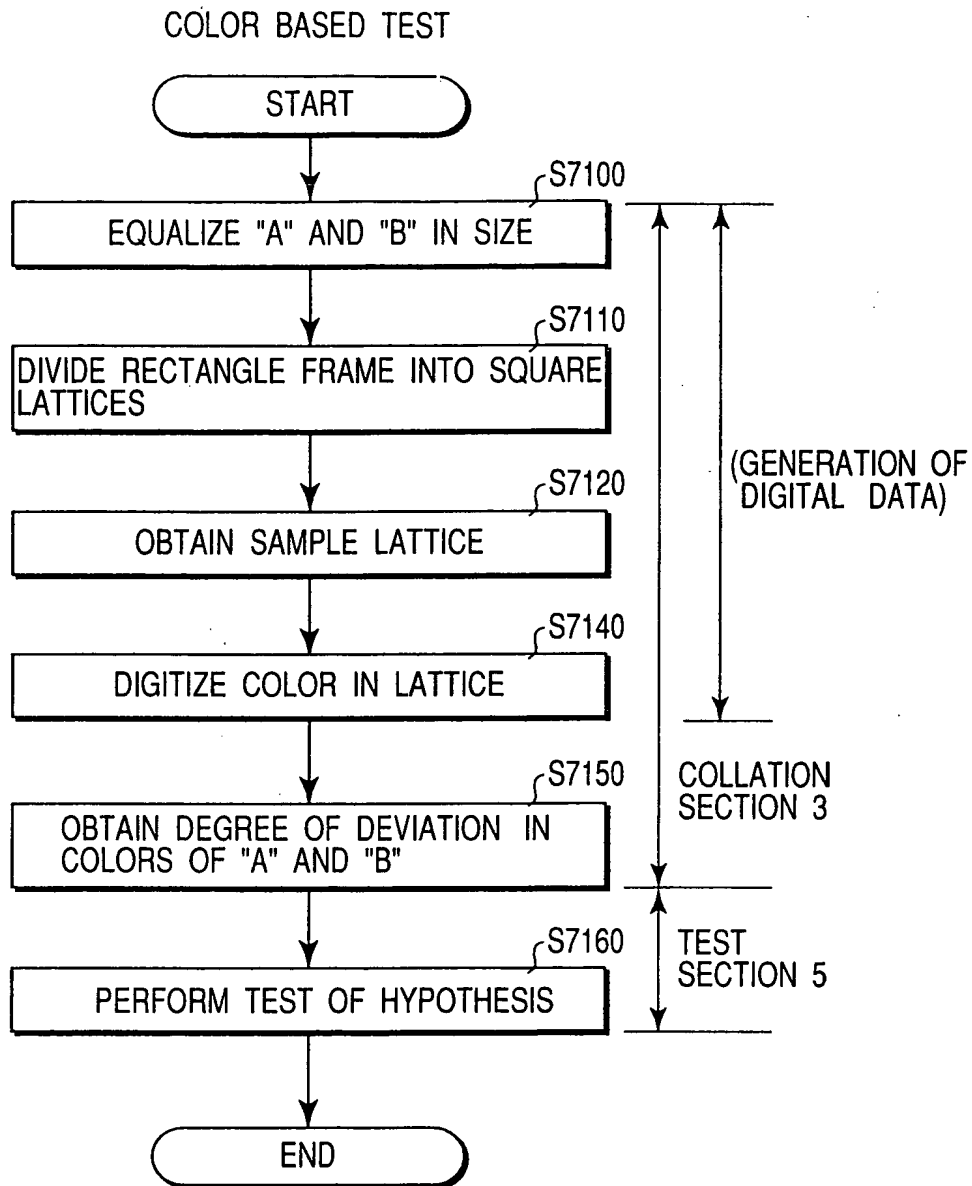 COLOR BASED TEST
START
S7100
EQUALIZE "A" AND "B" IN SIZE
S7110
DIVIDE RECTANGLE FRAME INTO SQUARE
LATTICES
S7120
OBTAIN SAMPLE LATTICE
S7140
DIGITIZE COLOR IN LATTICE
S7150
OBTAIN DEGREE OF DEVIATION IN
COLORS OF "A" AND "B"
S7160
PERFORM TEST OF HYPOTHESIS
END
(GENERATION OF
DIGITAL DATA)
COLLATION
SECTION 3
TEST
SECTION 5